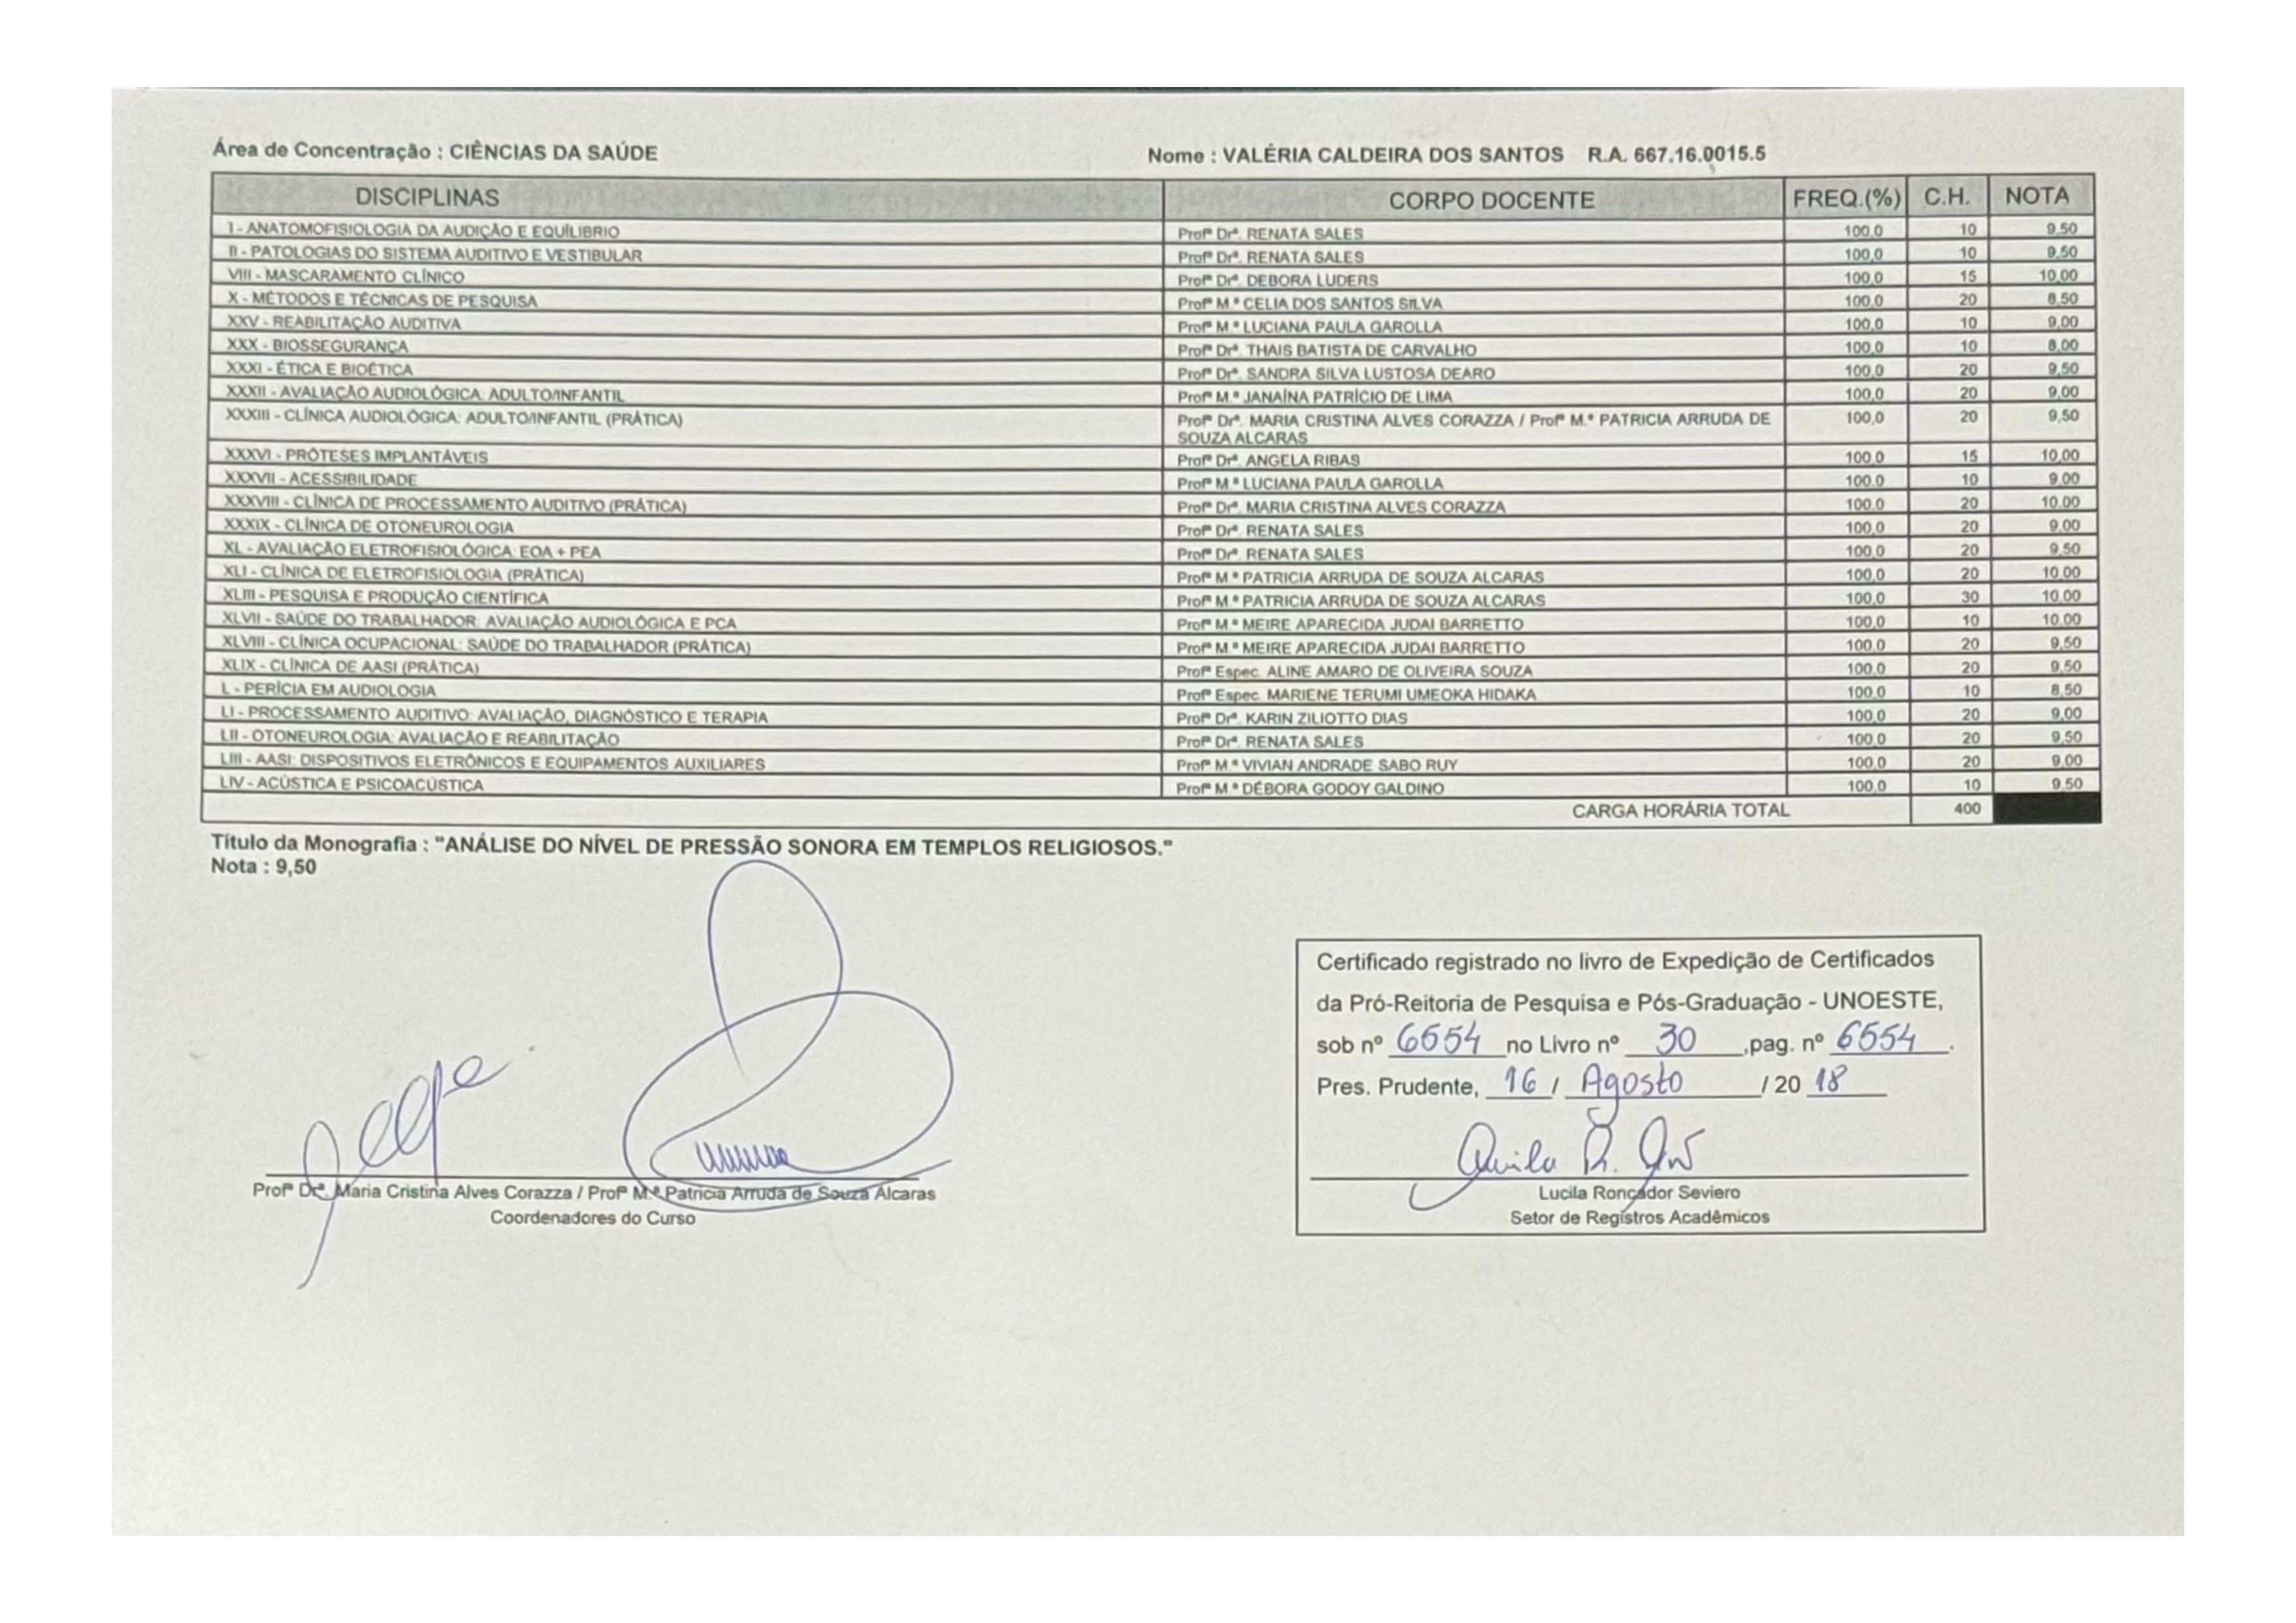 Área de Concentração : CIÊNCIAS DA SAÚDE Nome : VALÉRIA CALDEIRA DOS SANTOS R.A. 667.16.0015.5
DISCIPLINAS CORPO DOCENTE FREQ.(%) C.H. NOTA
I - ANATOMOFISIOLOGIA DA AUDIÇÃO E EQUÍLIBRIO Profª Drª. RENATA SALES 100,0 10 9,50
II - PATOLOGIAS DO SISTEMA AUDITIVO E VESTIBULAR Profª Drª. RENATA SALES 100,0 10 9,50
VIII - MASCARAMENTO CLÍNICO Profª Drª. DEBORA LUDERS 100,0 15 10,00
X - MÉTODOS E TÉCNICAS DE PESQUISA Profª M.ª CELIA DOS SANTOS SILVA 100,0 20 8,50
XXV - REABILITAÇÃO AUDITIVA Profª M.ª LUCIANA PAULA GAROLLA 100,0 10 9,00
XXX - BIOSSEGURANÇA Profª Drª. THAIS BATISTA DE CARVALHO 100,0 10 8,00
XXXI - ÉTICA E BIOÉTICA Profª Drª. SANDRA SILVA LUSTOSA DEARO 100,0 20 9,50
XXXII - AVALIAÇÃO AUDIOLÓGICA: ADULTO/INFANTIL Profª M.ª JANAÍNA PATRÍCIO DE LIMA 100,0 20 9,00
XXXIII - CLÍNICA AUDIOLÓGICA: ADULTO/INFANTIL (PRÁTICA) Profª Drª. MARIA CRISTINA ALVES CORAZZA / Profª M.ª PATRICIA ARRUDA DE 100,0 20 9,50
SOUZA ALCARAS
XXXVI - PRÓTESES IMPLANTÁVEIS Profª Drª. ANGELA RIBAS 100,0 15 10,00
XXXVII - ACESSIBILIDADE Profª M.ª LUCIANA PAULA GAROLLA 100,0 10 9,00
XXXVIII - CLÍNICA DE PROCESSAMENTO AUDITIVO (PRÁTICA) Profª Drª. MARIA CRISTINA ALVES CORAZZA 100,0 20 10,00
XXXIX - CLÍNICA DE OTONEUROLOGIA Profª Drª. RENATA SALES 100,0 20 9,00
XL - AVALIAÇÃO ELETROFISIOLÓGICA: EOA + PEA Profª Drª. RENATA SALES 100,0 20 9,50
XLI - CLÍNICA DE ELETROFISIOLOGIA (PRÁTICA) Profª M.ª PATRICIA ARRUDA DE SOUZA ALCARAS 100,0 20 10,00
XLIII - PESQUISA E PRODUÇÃO CIENTÍFICA Profª M.ª PATRICIA ARRUDA DE SOUZA ALCARAS 100,0 30 10,00
XLVII - SAÚDE DO TRABALHADOR: AVALIAÇÃO AUDIOLÓGICA E PCA Profª M.ª MEIRE APARECIDA JUDAI BARRETTO 100,0 10 10,00
XLVIII - CLÍNICA OCUPACIONAL: SAÚDE DO TRABALHADOR (PRÁTICA) Profª M.ª MEIRE APARECIDA JUDAI BARRETTO 100,0 20 9,50
XLIX - CLÍNICA DE AASI (PRÁTICA) Profª Espec. ALINE AMARO DE OLIVEIRA SOUZA 100,0 20 9,50
L - PERÍCIA EM AUDIOLOGIA Profª Espec. MARIENE TERUMI UMEOKA HIDAKA 100,0 10 8,50
LI - PROCESSAMENTO AUDITIVO: AVALIAÇÃO, DIAGNÓSTICO E TERAPIA Profª Drª. KARIN ZILIOTTO DIAS 100,0 20 9,00
LII - OTONEUROLOGIA: AVALIAÇÃO E REABILITAÇÃO Profª Drª. RENATA SALES 100,0 20 9,50
LIII - AASI: DISPOSITIVOS ELETRÔNICOS E EQUIPAMENTOS AUXILIARES Profª M.ª VIVIAN ANDRADE SABO RUY 100,0 20 9,00
LIV - ACÚSTICA E PSICOACÚSTICA Profª M.ª DÉBORA GODOY GALDINO 100,0 10 9,50
CARGA HORÁRIA TOTAL 400
Título da Monografia : "ANÁLISE DO NÍVEL DE PRESSÃO SONORA EM TEMPLOS RELIGIOSOS."
Nota : 9,50
Certificado registrado no livro de Expedição de Certificados
da Pró-Reitoria de Pesquisa e Pós-Graduação - UNOESTE,
sob nº 6554 no Livro nº 30 ,pag. nº 6554.
Pres. Prudente, 16 / Agosto / 20 18
Profª Drª. Maria Cristina Alves Corazza / Profª M.ª Patricia Arruda de Souza Alcaras
Coordenadores do Curso
Lucila Roncador Seviero
Setor de Registros Acadêmicos